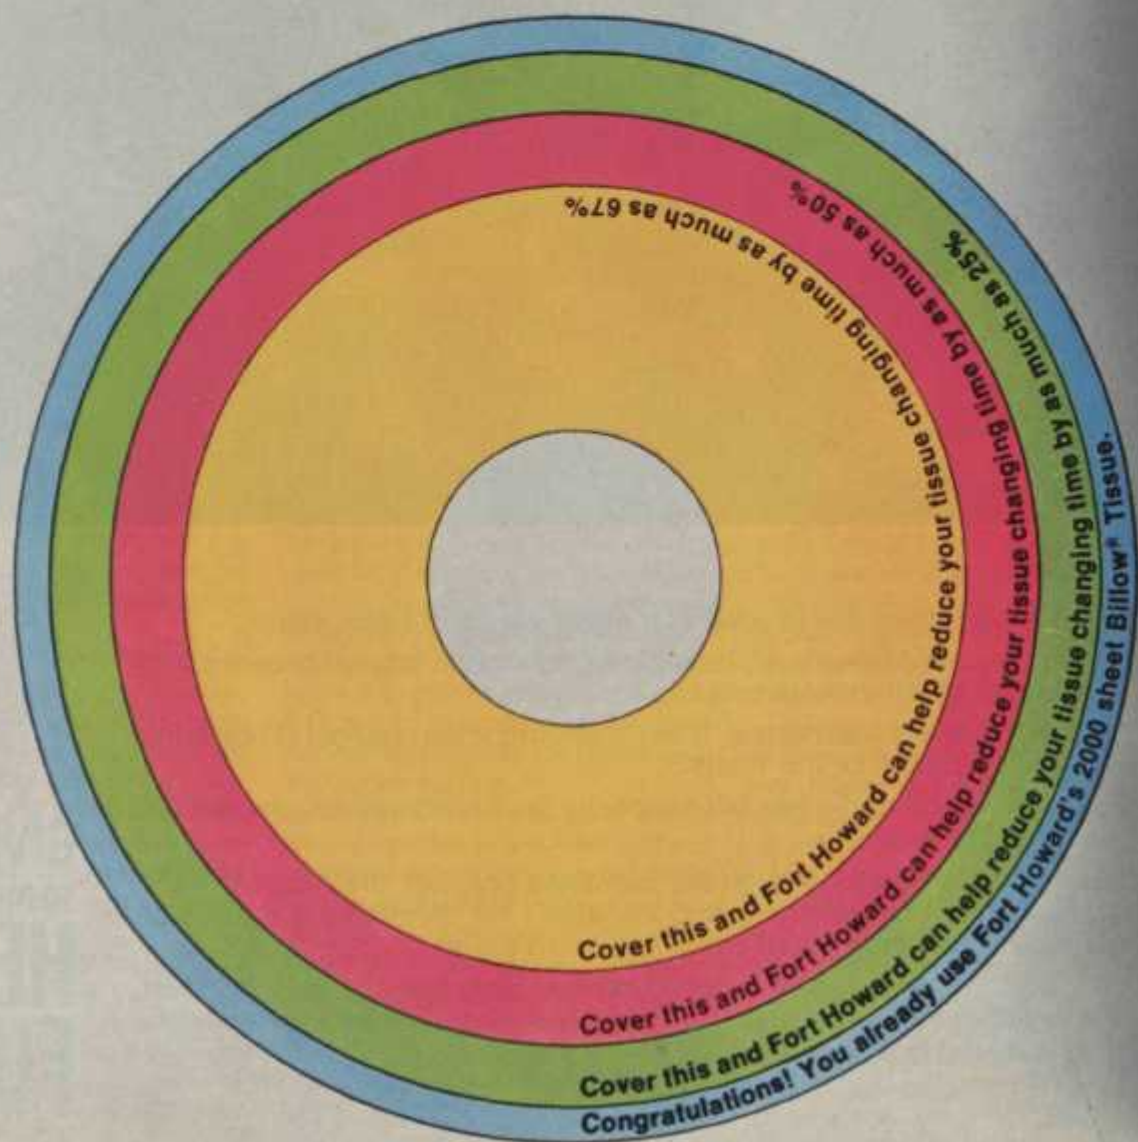 Cover this and Fort Howard can help reduce your tissue changing time by as much as 67%
Cover this and Fort Howard can help reduce your tissue changing time by as much as 50%
Cover this and Fort Howard can help reduce your tissue changing time by as much as 25%
Congratulations! You already use Fort Howard's 2000 sheet Billow® Tissue.